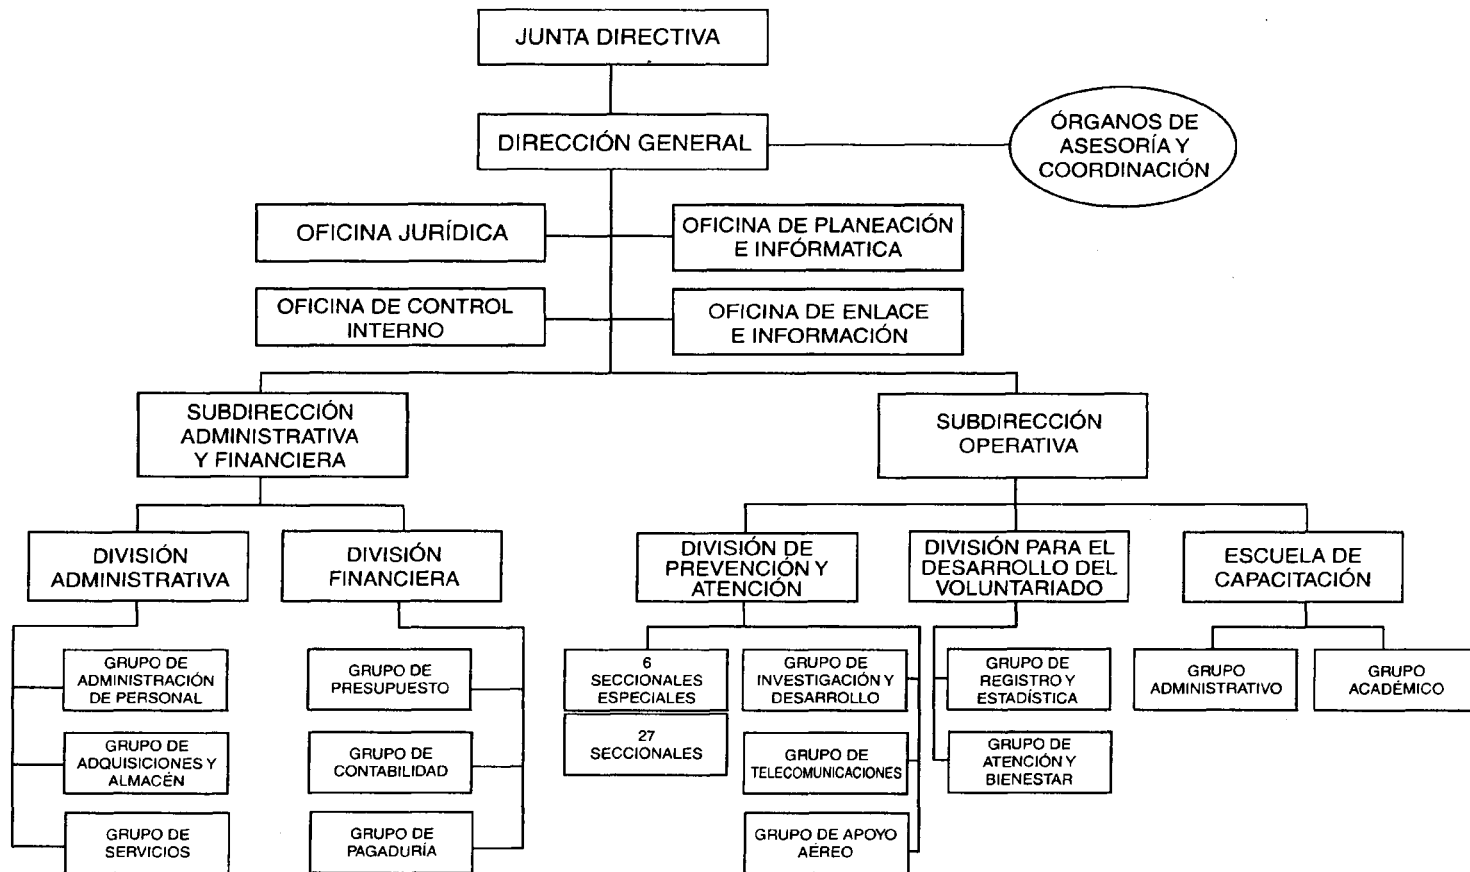 JUNTA DIRECTIVA
DIRECCIÓN GENERAL
ÓRGANOS DE
ASESORÍA Y
COORDINACIÓN
OFICINA JURÍDICA
OFICINA DE PLANEACIÓN
E INFÓRMATICA
OFICINA DE CONTROL
INTERNO
OFICINA DE ENLACE
E INFORMACIÓN
SUBDIRECCIÓN
ADMINISTRATIVA
Y FINANCIERA
SUBDIRECCIÓN
OPERATIVA
DIVISIÓN
ADMINISTRATIVA
DIVISIÓN
FINANCIERA
DIVISIÓN DE
PREVENCIÓN Y
ATENCIÓN
DIVISIÓN PARA EL
DESARROLLO DEL
VOLUNTARIADO
ESCUELA DE
CAPACITACIÓN
GRUPO DE
ADMINISTRACIÓN
DE PERSONAL
GRUPO DE
PRESUPUESTO
6
SECCIONALES
ESPECIALES
GRUPO DE
INVESTIGACIÓN Y
DESARROLLO
GRUPO DE
REGISTRO Y
ESTADÍSTICA
GRUPO
ADMINISTRATIVO
GRUPO
ACADÉMICO
GRUPO DE
ADQUISICIONES Y
ALMACÉN
GRUPO DE
CONTABILIDAD
27
SECCIONALES
GRUPO DE
TELECOMUNICACIONES
GRUPO DE
ATENCIÓN Y
BIENESTAR
GRUPO DE
SERVICIOS
GRUPO DE
PAGADURÍA
GRUPO DE APOYO
AÉREO